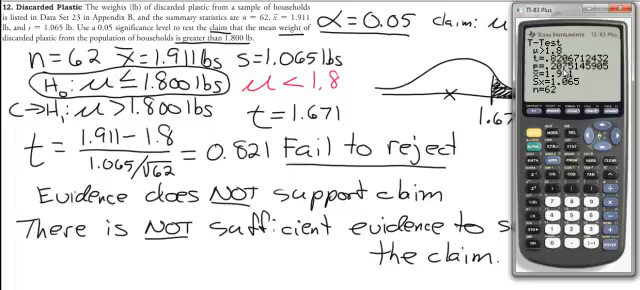 12. Discarded Plastic The weights (lb) of discarded plastic from a sample of households
is listed in Data Set 23 in Appendix B, and the summary statistics are n = 62, x̄ = 1.911
lb, and s = 1.065 lb. Use a 0.05 significance level to test the claim that the mean weight of
discarded plastic from the population of households is greater than 1.800 lb.
α = 0.05 claim: μ
n = 62 x̄ = 1.911 lbs s = 1.065 lbs
H₀: μ ≤ 1.800 lbs μ < 1.8
C → H₁: μ > 1.800 lbs t = 1.671
1.67
t = (1.911 - 1.8) / (1.065/√62) = 0.821 Fail to reject
Evidence does NOT support claim
There is NOT sufficient evidence to s
the claim.
TI-83 Plus
TEXAS INSTRUMENTS
TI-83 Plus
T-Test
μ>1.8
t=.8206712432
p=.2075145905
x̄=1.911
Sx=1.065
n=62